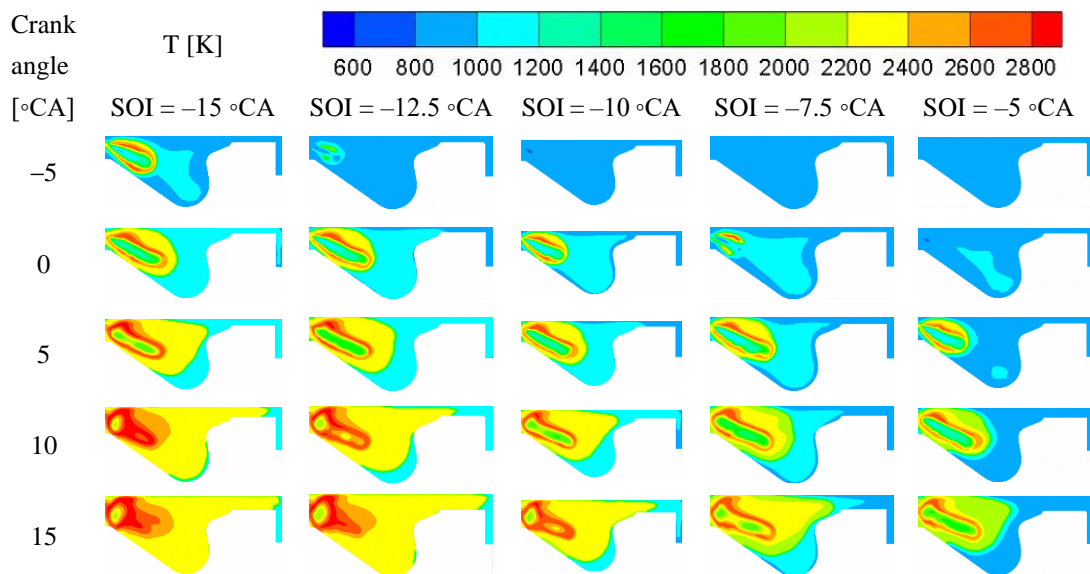 Crank
angle
[◦CA]
T [K]
600 800 1000 1200 1400 1600 1800 2000 2200 2400 2600 2800
SOI = –15 ◦CA SOI = –12.5 ◦CA SOI = –10 ◦CA SOI = –7.5 ◦CA SOI = –5 ◦CA
–5
0
5
10
15